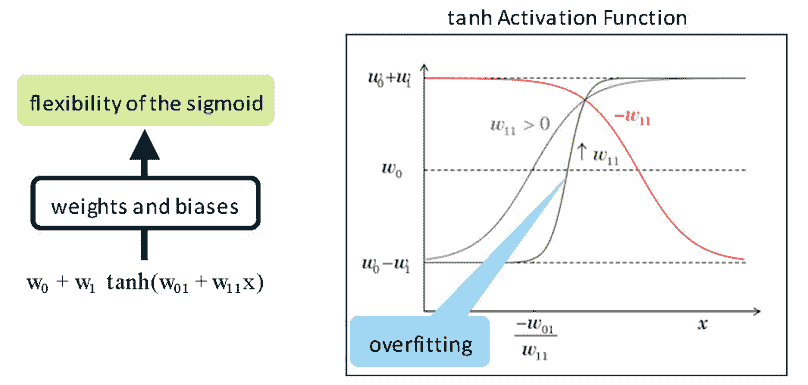 tanh Activation Function
flexibility of the sigmoid
weights and biases
w₀ + w₁ tanh(w₀₁ + w₁₁x)
w₀+w₁
w₁₁ > 0
−w₁₁
↑ w₁₁
w₀
w₀−w₁
overfitting
−w₀₁
w₁₁
x